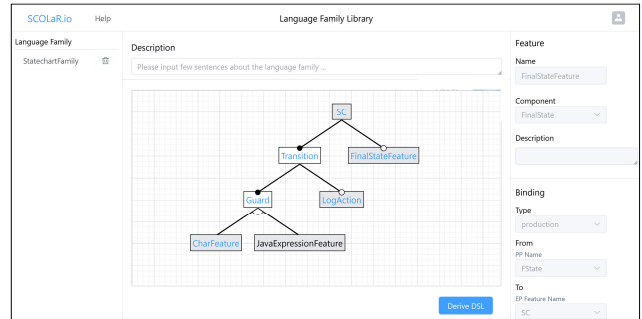 SCOLaR.io
Help
Language Family Library
Language Family
StatechartFamily
Description
Please input few sentences about the language family ...
SC
Transition
FinalStateFeature
Guard
LogAction
CharFeature
JavaExpressionFeature
Derive DSL
Feature
Name
FinalStateFeature
Component
FinalState
Description
Binding
Type
production
From
PP Name
FState
To
EP Feature Name
SC